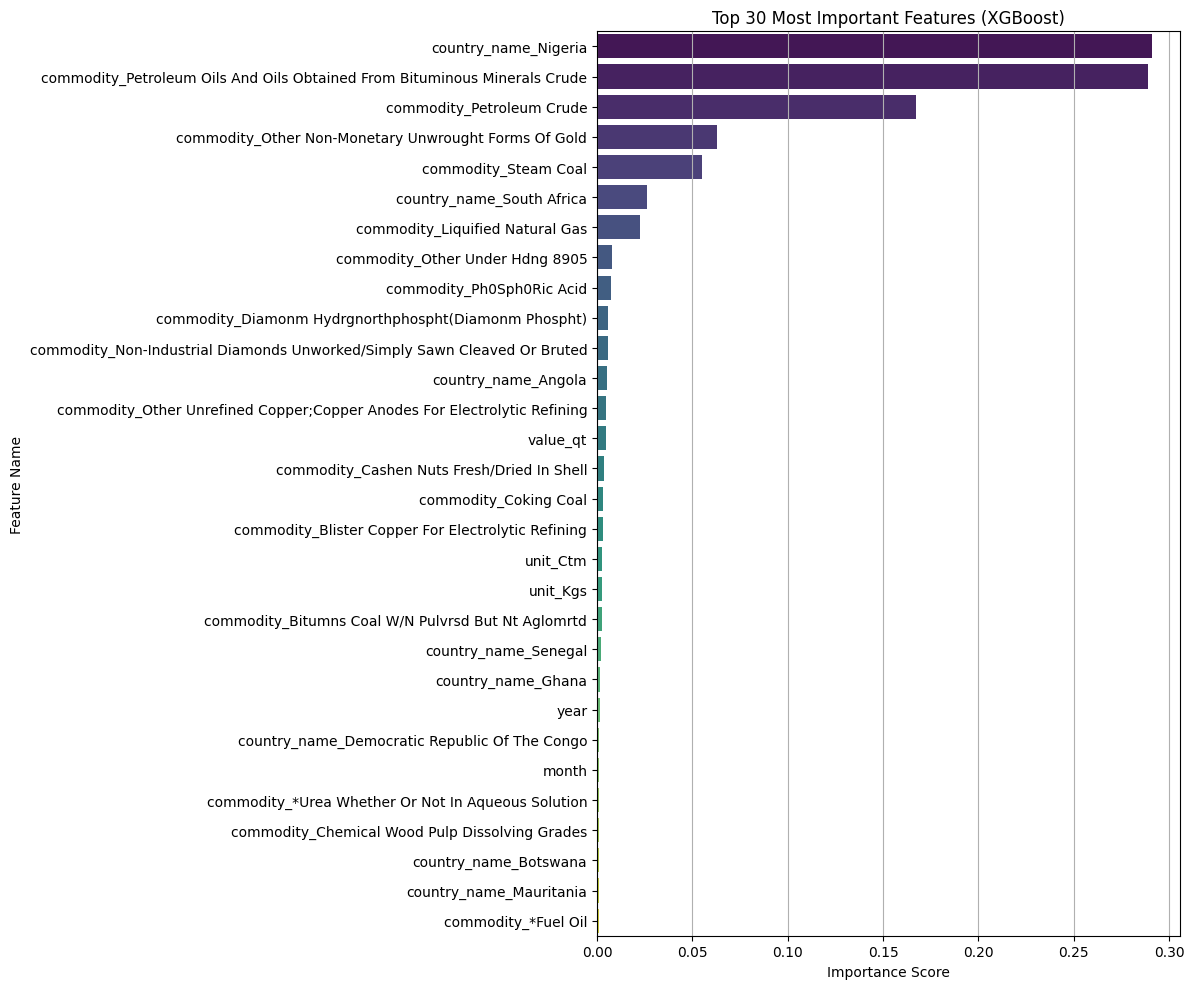 Top 30 Most Important Features (XGBoost)
country_name_Nigeria
commodity_Petroleum Oils And Oils Obtained From Bituminous Minerals Crude
commodity_Petroleum Crude
commodity_Other Non-Monetary Unwrought Forms Of Gold
commodity_Steam Coal
country_name_South Africa
commodity_Liquified Natural Gas
commodity_Other Under Hdng 8905
commodity_Ph0Sph0Ric Acid
commodity_Diamonm Hydrgnorthphospht(Diamonm Phospht)
commodity_Non-Industrial Diamonds Unworked/Simply Sawn Cleaved Or Bruted
country_name_Angola
commodity_Other Unrefined Copper;Copper Anodes For Electrolytic Refining
value_qt
commodity_Cashen Nuts Fresh/Dried In Shell
commodity_Coking Coal
commodity_Blister Copper For Electrolytic Refining
unit_Ctm
unit_Kgs
commodity_Bitumns Coal W/N Pulvrsd But Nt Aglomrtd
country_name_Senegal
country_name_Ghana
year
country_name_Democratic Republic Of The Congo
month
commodity_*Urea Whether Or Not In Aqueous Solution
commodity_Chemical Wood Pulp Dissolving Grades
country_name_Botswana
country_name_Mauritania
commodity_*Fuel Oil
Feature Name
0.00 0.05 0.10 0.15 0.20 0.25 0.30
Importance Score